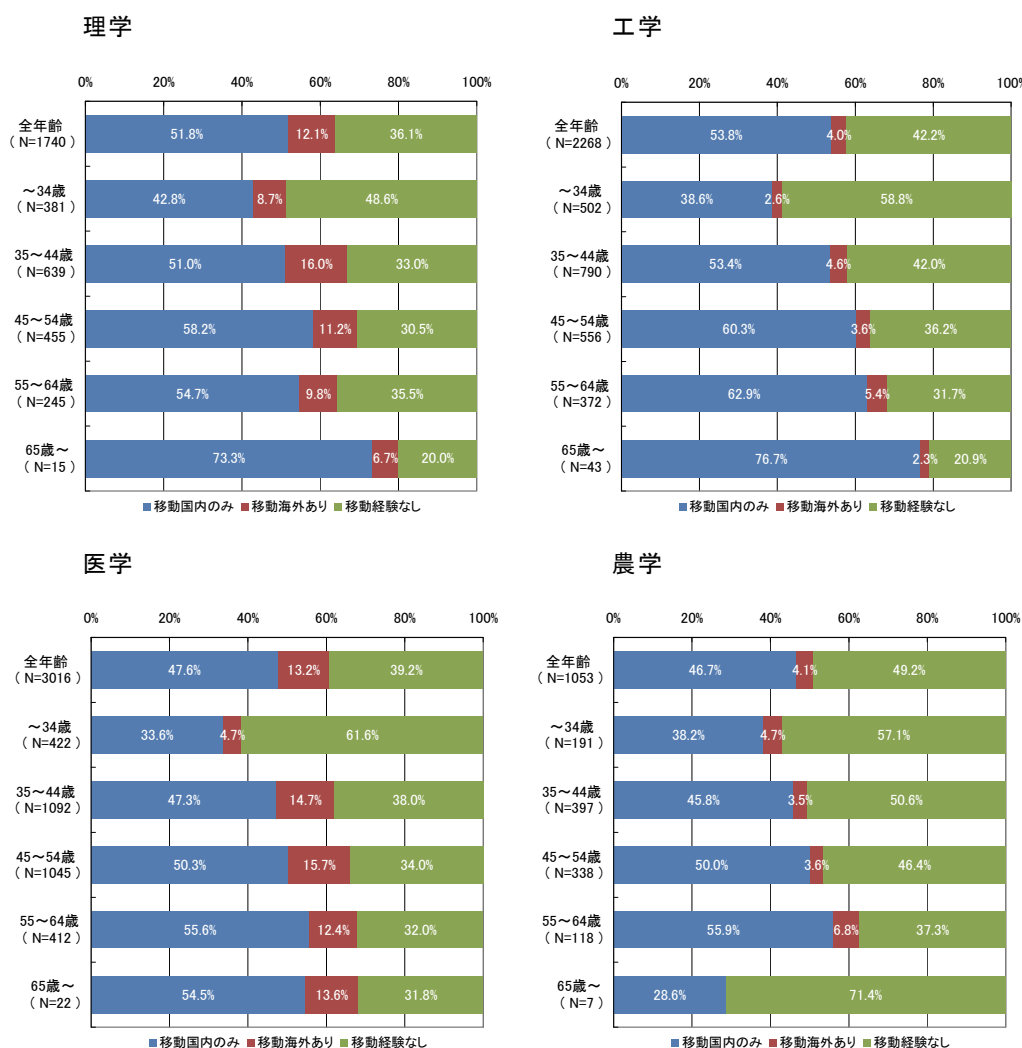 理学
0% 20% 40% 60% 80% 100%
全年齢
( N=1740 )
51.8% 12.1% 36.1%
～34歳
( N=381 )
42.8% 8.7% 48.6%
35～44歳
( N=639 )
51.0% 16.0% 33.0%
45～54歳
( N=455 )
58.2% 11.2% 30.5%
55～64歳
( N=245 )
54.7% 9.8% 35.5%
65歳～
( N=15 )
73.3% 6.7% 20.0%
移動国内のみ 移動海外あり 移動経験なし
工学
0% 20% 40% 60% 80% 100%
全年齢
( N=2268 )
53.8% 4.0% 42.2%
～34歳
( N=502 )
38.6% 2.6% 58.8%
35～44歳
( N=790 )
53.4% 4.6% 42.0%
45～54歳
( N=556 )
60.3% 3.6% 36.2%
55～64歳
( N=372 )
62.9% 5.4% 31.7%
65歳～
( N=43 )
76.7% 2.3% 20.9%
移動国内のみ 移動海外あり 移動経験なし
医学
0% 20% 40% 60% 80% 100%
全年齢
( N=3016 )
47.6% 13.2% 39.2%
～34歳
( N=422 )
33.6% 4.7% 61.6%
35～44歳
( N=1092 )
47.3% 14.7% 38.0%
45～54歳
( N=1045 )
50.3% 15.7% 34.0%
55～64歳
( N=412 )
55.6% 12.4% 32.0%
65歳～
( N=22 )
54.5% 13.6% 31.8%
移動国内のみ 移動海外あり 移動経験なし
農学
0% 20% 40% 60% 80% 100%
全年齢
( N=1053 )
46.7% 4.1% 49.2%
～34歳
( N=191 )
38.2% 4.7% 57.1%
35～44歳
( N=397 )
45.8% 3.5% 50.6%
45～54歳
( N=338 )
50.0% 3.6% 46.4%
55～64歳
( N=118 )
55.9% 6.8% 37.3%
65歳～
( N=7 )
28.6% 71.4%
移動国内のみ 移動海外あり 移動経験なし